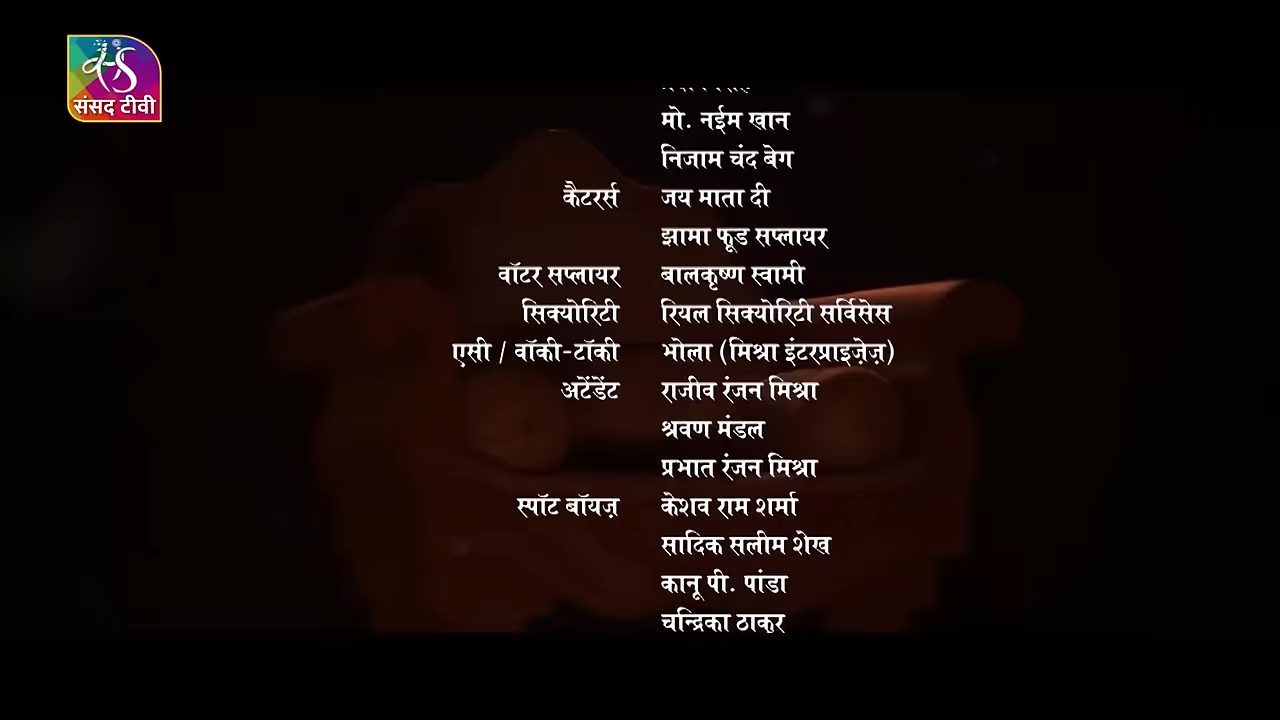 संसद टीवी
मो. नईम खान
निजाम चंद बेग
कैटरर्स जय माता दी
झामा फूड सप्लायर
वॉटर सप्लायर बालकृष्ण स्वामी
सिक्योरिटी रियल सिक्योरिटी सर्विसेस
एसी / वॉकी-टॉकी भोला (मिश्रा इंटरप्राइज़ेज़)
अटेंडेंट राजीव रंजन मिश्रा
श्रवण मंडल
प्रभात रंजन मिश्रा
स्पॉट बॉयज़ केशव राम शर्मा
सादिक सलीम शेख
कानू पी. पांडा
चन्द्रिका ठाकुर